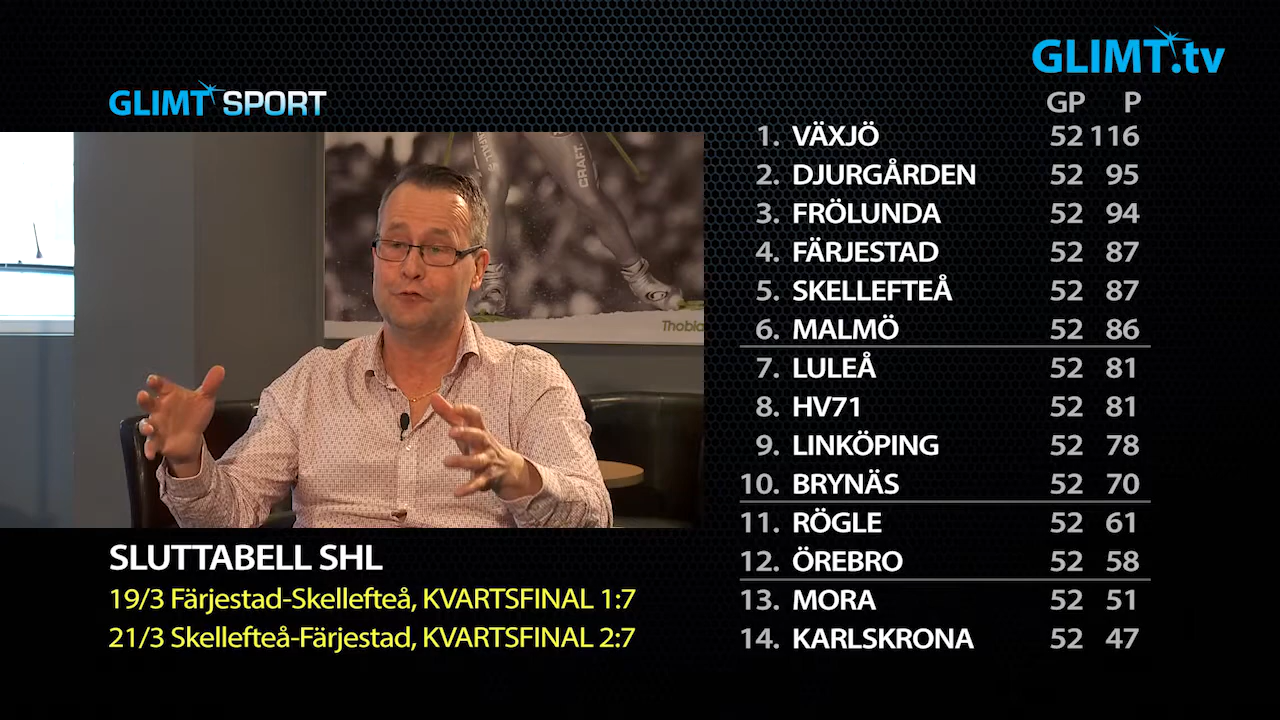 GLIMT.tv
GLIMT SPORT
GP P
1. VÄXJÖ 52 116
2. DJURGÅRDEN 52 95
3. FRÖLUNDA 52 94
4. FÄRJESTAD 52 87
5. SKELLEFTEÅ 52 87
6. MALMÖ 52 86
7. LULEÅ 52 81
8. HV71 52 81
9. LINKÖPING 52 78
10. BRYNÄS 52 70
11. RÖGLE 52 61
12. ÖREBRO 52 58
13. MORA 52 51
14. KARLSKRONA 52 47
CRAFT.
Thobia
SLUTTABELL SHL
19/3 Färjestad-Skellefteå, KVARTSFINAL 1:7
21/3 Skellefteå-Färjestad, KVARTSFINAL 2:7